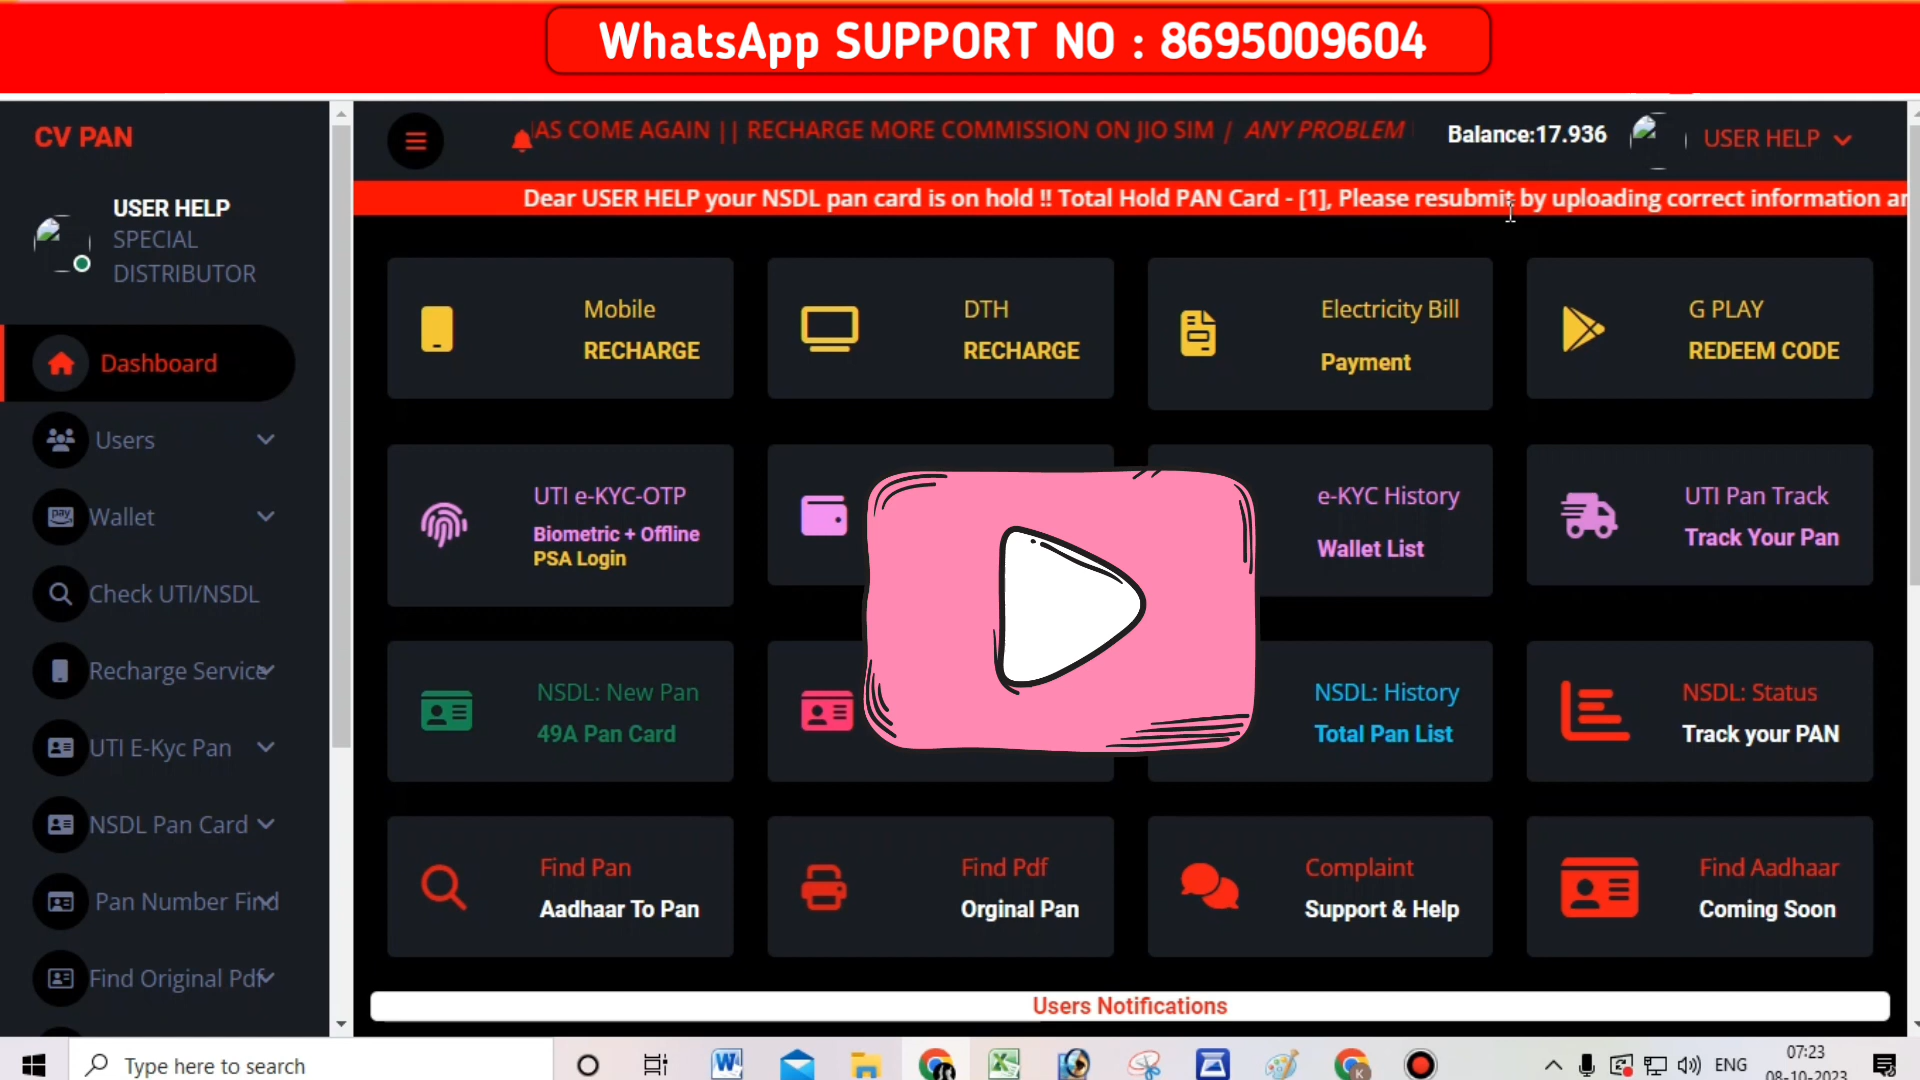 WhatsApp SUPPORT NO : 8695009604
CV PAN
AS COME AGAIN || RECHARGE MORE COMMISSION ON JIO SIM / ANY PROBLEM
Balance:17.936
USER HELP
USER HELP
SPECIAL
DISTRIBUTOR
Dear USER HELP your NSDL pan card is on hold !! Total Hold PAN Card - [1], Please resubmit by uploading correct information
Dashboard
Users
Wallet
Check UTI/NSDL
Recharge Service
UTI E-Kyc Pan
NSDL Pan Card
Pan Number Find
Find Original Pdf
Mobile
RECHARGE
DTH
RECHARGE
Electricity Bill
Payment
G PLAY
REDEEM CODE
UTI e-KYC-OTP
Biometric + Offline
PSA Login
e-KYC History
Wallet List
UTI Pan Track
Track Your Pan
NSDL: New Pan
49A Pan Card
NSDL: History
Total Pan List
NSDL: Status
Track your PAN
Find Pan
Aadhaar To Pan
Find Pdf
Orginal Pan
Complaint
Support & Help
Find Aadhaar
Coming Soon
Users Notifications
Type here to search
ENG
07:23
08-10-2023